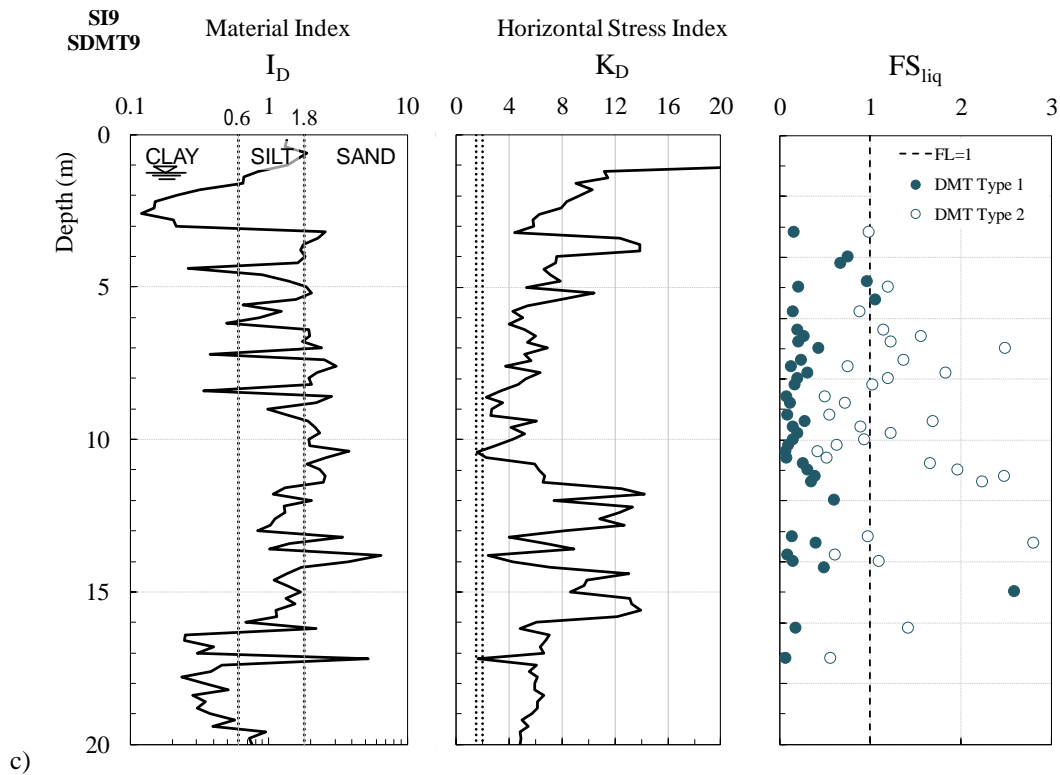 SI9
SDMT9
Material Index
I_D
0.1 1 10
0.6 1.8
CLAY SILT SAND
Depth (m)
0
5
10
15
20
Horizontal Stress Index
K_D
0 4 8 12 16 20
FS_liq
0 1 2 3
FL=1
DMT Type 1
DMT Type 2
c)